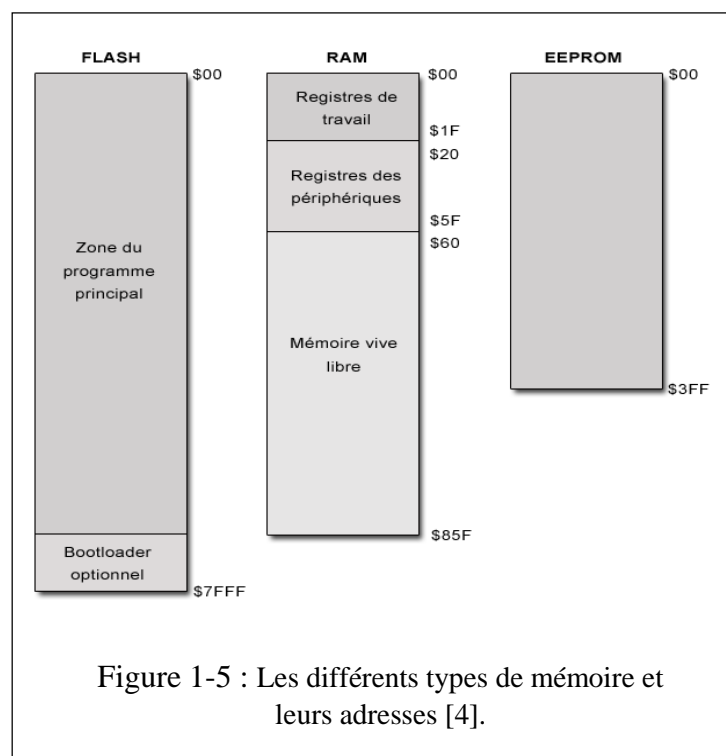 FLASH
$00
Zone du
programme
principal
Bootloader
optionnel
$7FFF
RAM
$00
Registres de
travail
$1F
$20
Registres des
périphériques
$5F
$60
Mémoire vive
libre
$85F
EEPROM
$00
$3FF
Figure 1-5 : Les différents types de mémoire et
leurs adresses [4].